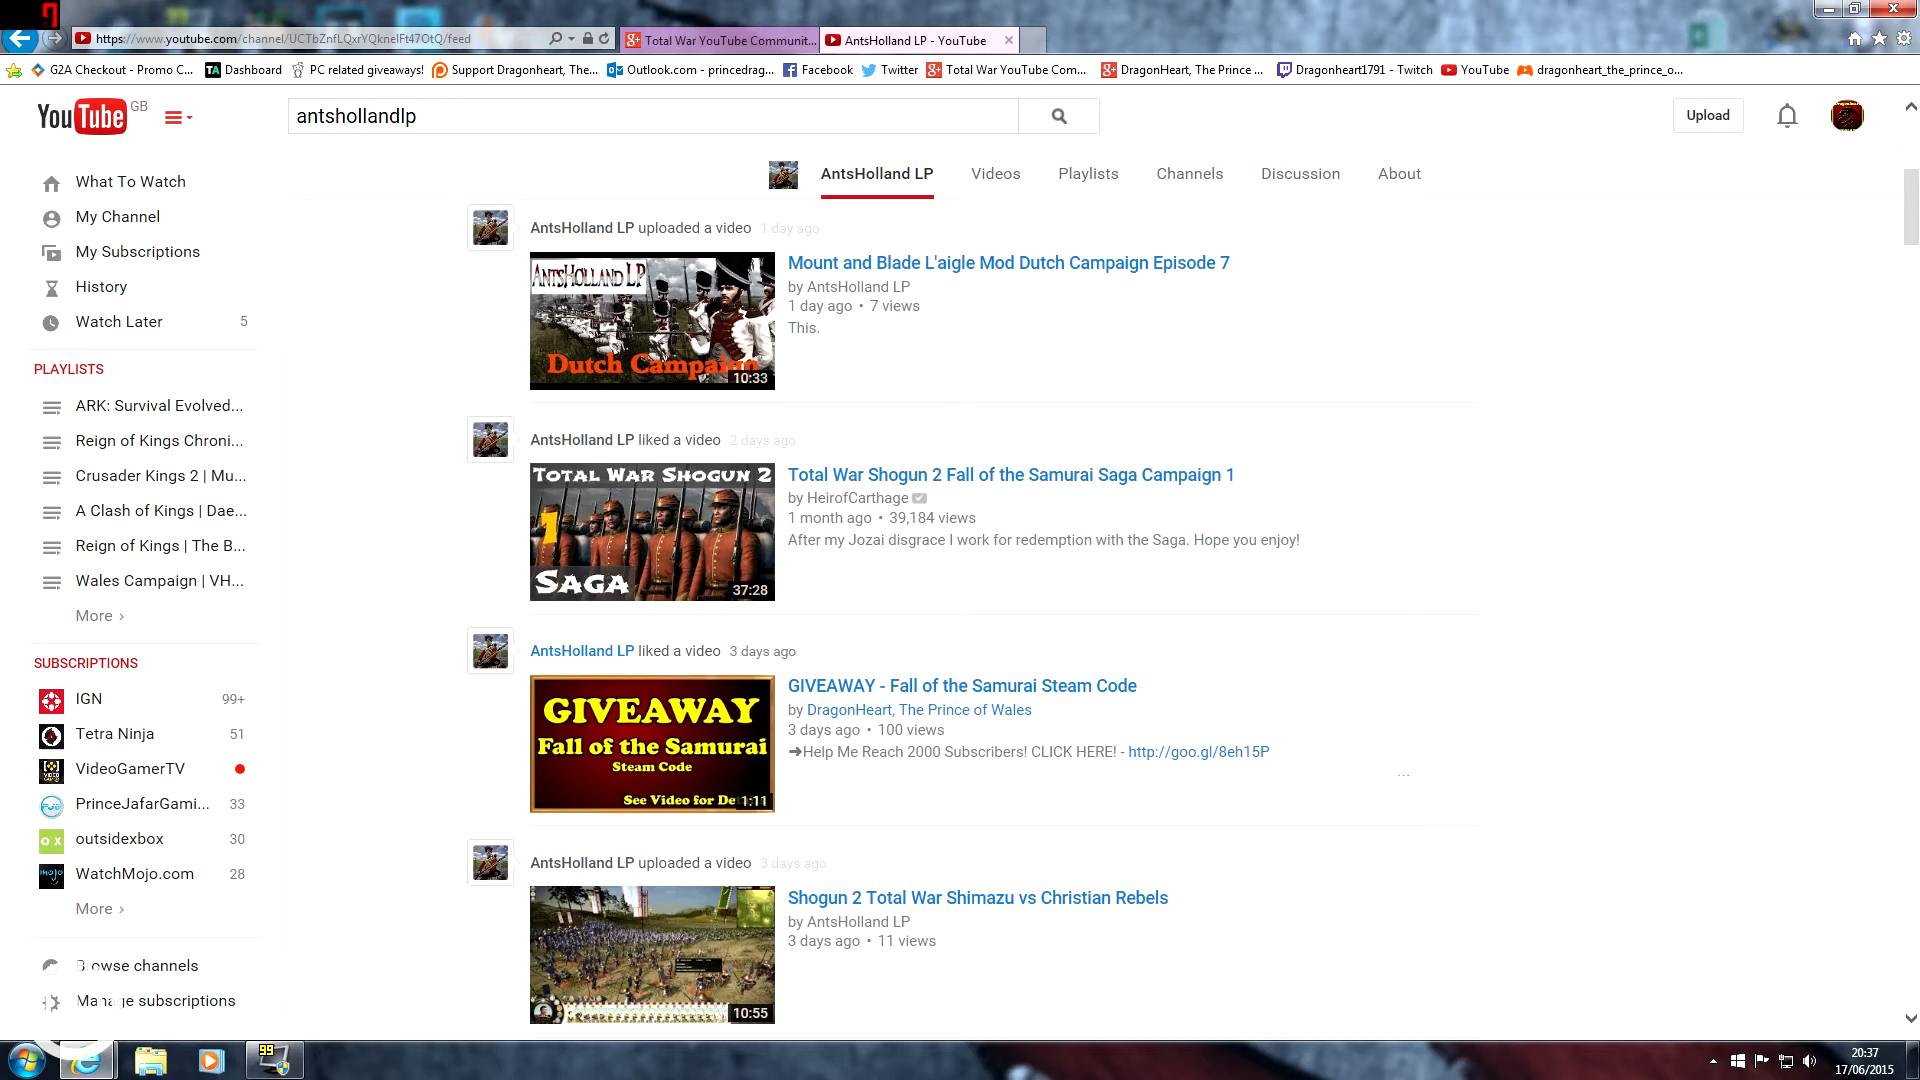 https://www.youtube.com/channel/UCTbZnfLQxrYQknelFt47OtQ/feed
Total War YouTube Communit...
AntsHolland LP - YouTube
G2A Checkout - Promo C...
Dashboard
PC related giveaways!
Support Dragonheart, The...
Outlook.com - princedrag...
Facebook
Twitter
Total War YouTube Com...
DragonHeart, The Prince ...
Dragonheart1791 - Twitch
YouTube
dragonheart_the_prince_o...
YouTube GB
antshollandlp
Upload
AntsHolland LP
Videos
Playlists
Channels
Discussion
About
What To Watch
My Channel
My Subscriptions
History
Watch Later 5
PLAYLISTS
ARK: Survival Evolved...
Reign of Kings Chroni...
Crusader Kings 2 | Mu...
A Clash of Kings | Dae...
Reign of Kings | The B...
Wales Campaign | VH...
More ›
SUBSCRIPTIONS
IGN 99+
Tetra Ninja 51
VideoGamerTV
PrinceJafarGami... 33
outsidexbox 30
WatchMojo.com 28
More ›
Browse channels
Manage subscriptions
AntsHolland LP uploaded a video 1 day ago
ANTSHOLLAND LP
Dutch Campaign
10:33
Mount and Blade L'aigle Mod Dutch Campaign Episode 7
by AntsHolland LP
1 day ago • 7 views
This.
AntsHolland LP liked a video 2 days ago
TOTAL WAR SHOGUN 2
1
SAGA
37:28
Total War Shogun 2 Fall of the Samurai Saga Campaign 1
by HeirofCarthage
1 month ago • 39,184 views
After my Jozai disgrace I work for redemption with the Saga. Hope you enjoy!
AntsHolland LP liked a video 3 days ago
GIVEAWAY
Fall of the Samurai
Steam Code
See Video for De
1:11
GIVEAWAY - Fall of the Samurai Steam Code
by DragonHeart, The Prince of Wales
3 days ago • 100 views
➜Help Me Reach 2000 Subscribers! CLICK HERE! - http://goo.gl/8eh15P
...
AntsHolland LP uploaded a video 3 days ago
10:55
Shogun 2 Total War Shimazu vs Christian Rebels
by AntsHolland LP
3 days ago • 11 views
99
20:37
17/06/2015